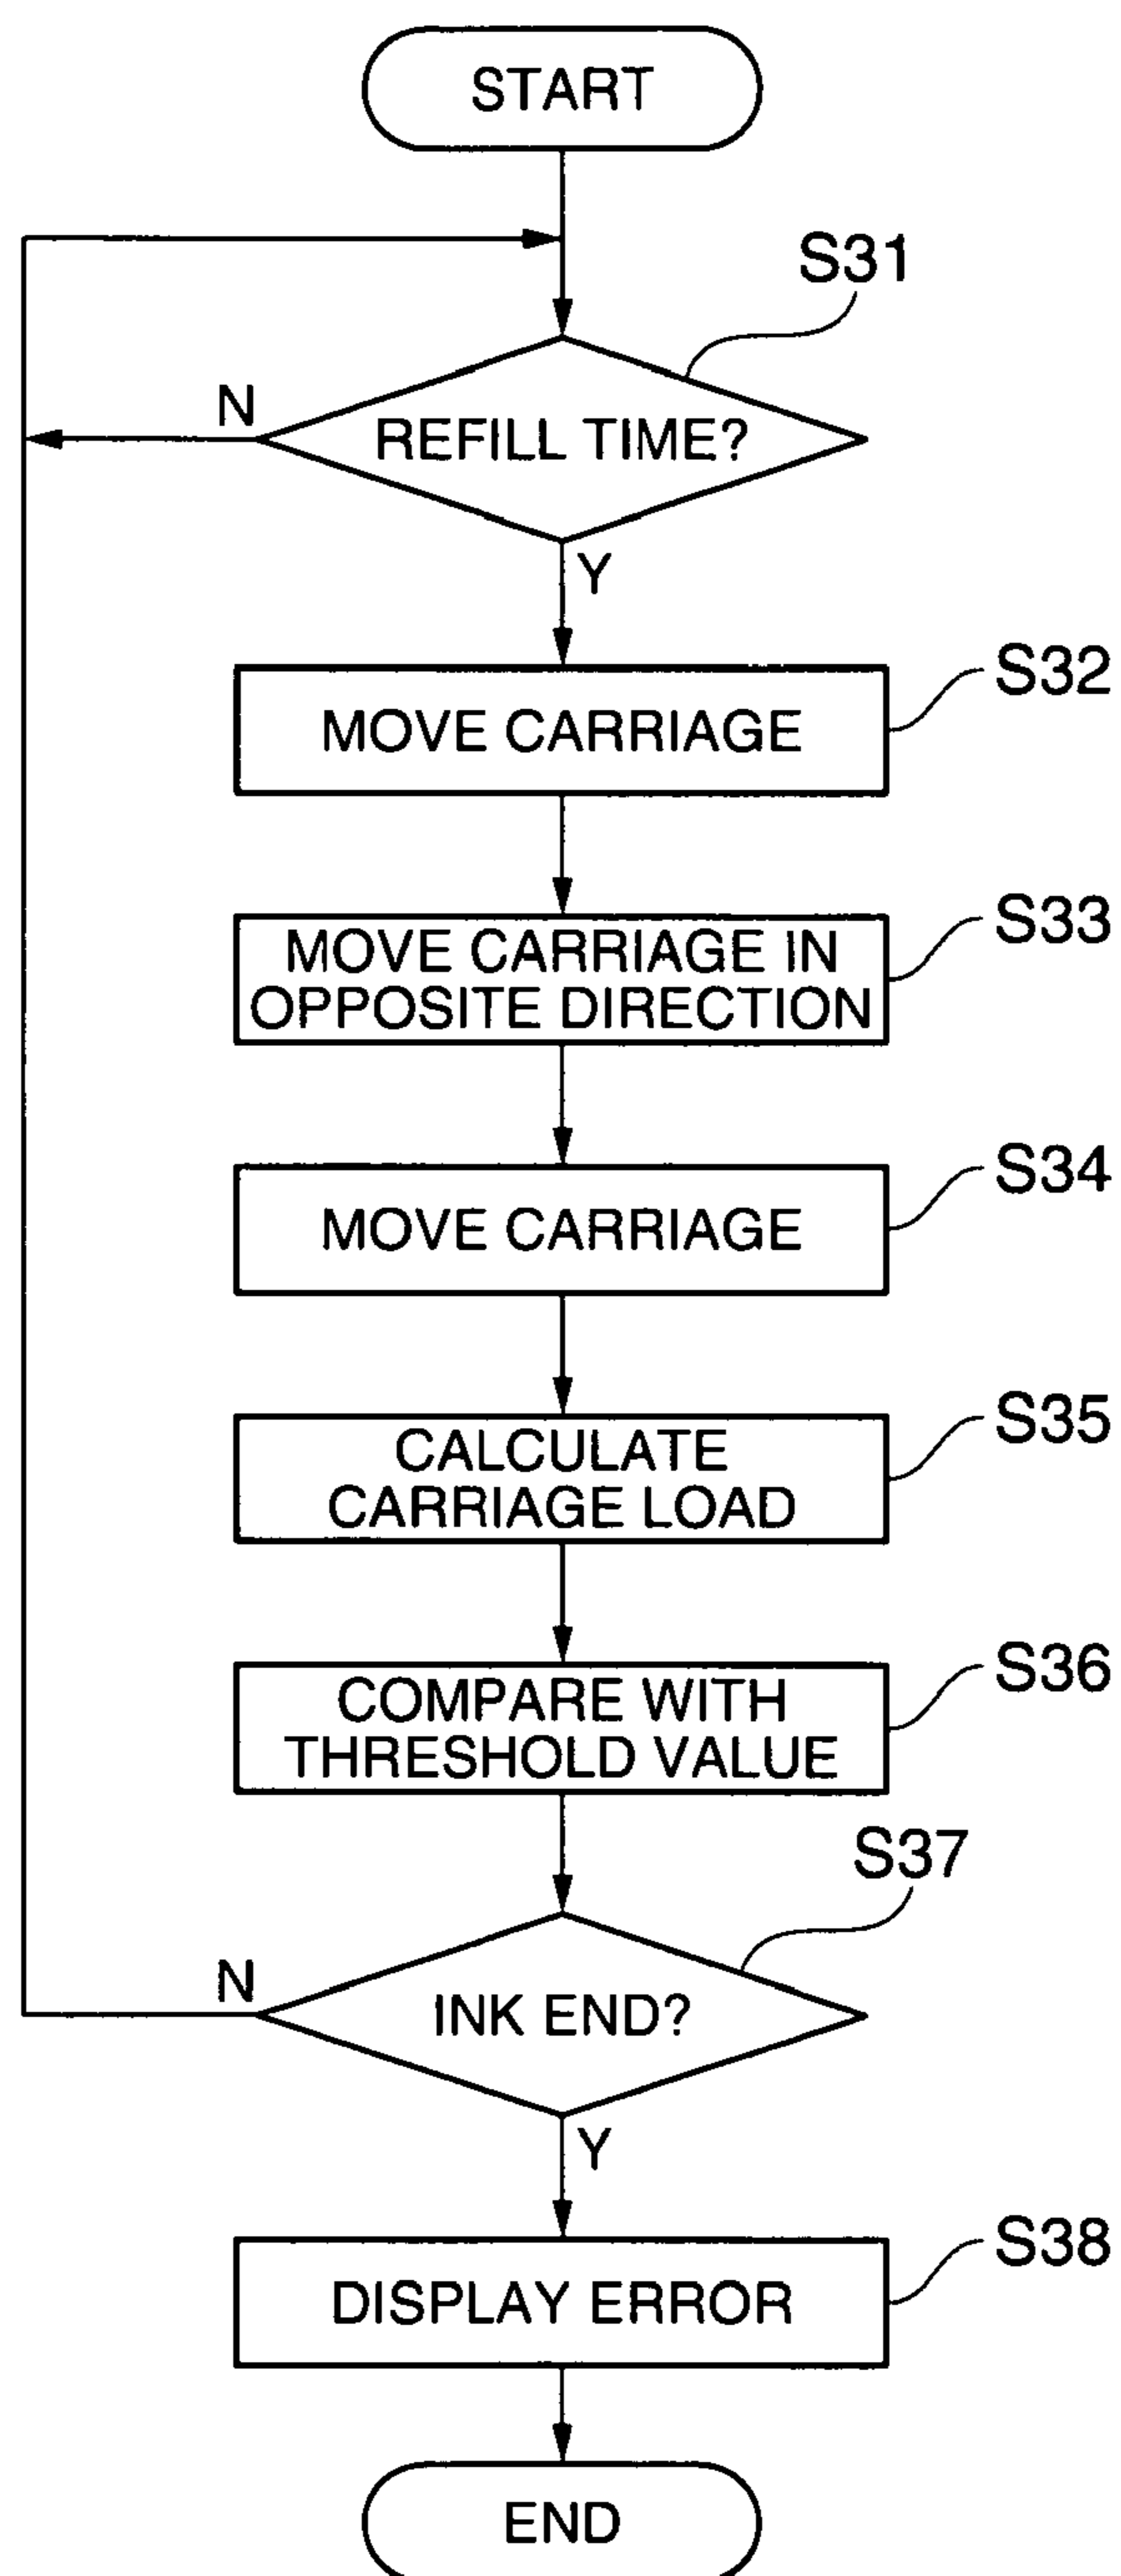 START
S31
N
REFILL TIME?
Y
S32
MOVE CARRIAGE
S33
MOVE CARRIAGE IN
OPPOSITE DIRECTION
S34
MOVE CARRIAGE
S35
CALCULATE
CARRIAGE LOAD
S36
COMPARE WITH
THRESHOLD VALUE
S37
N
INK END?
Y
S38
DISPLAY ERROR
END